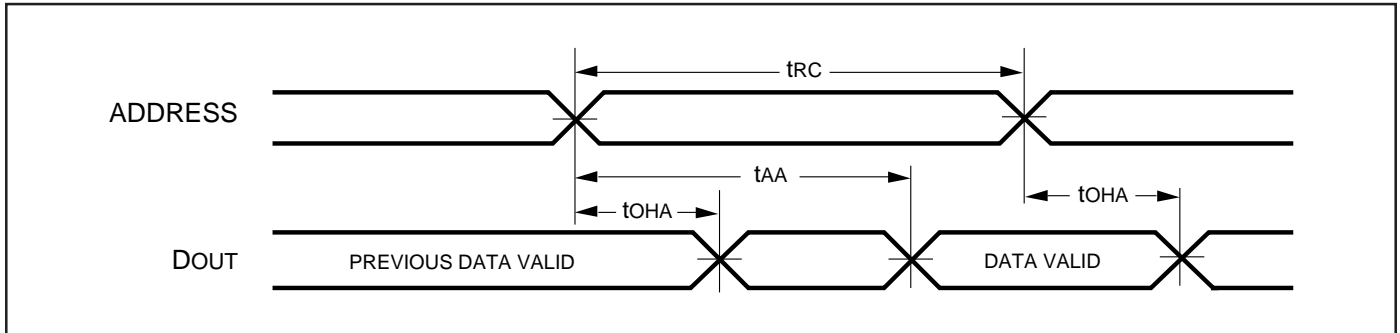 tRC
ADDRESS
tAA
tOHA
tOHA
DOUT
PREVIOUS DATA VALID
DATA VALID